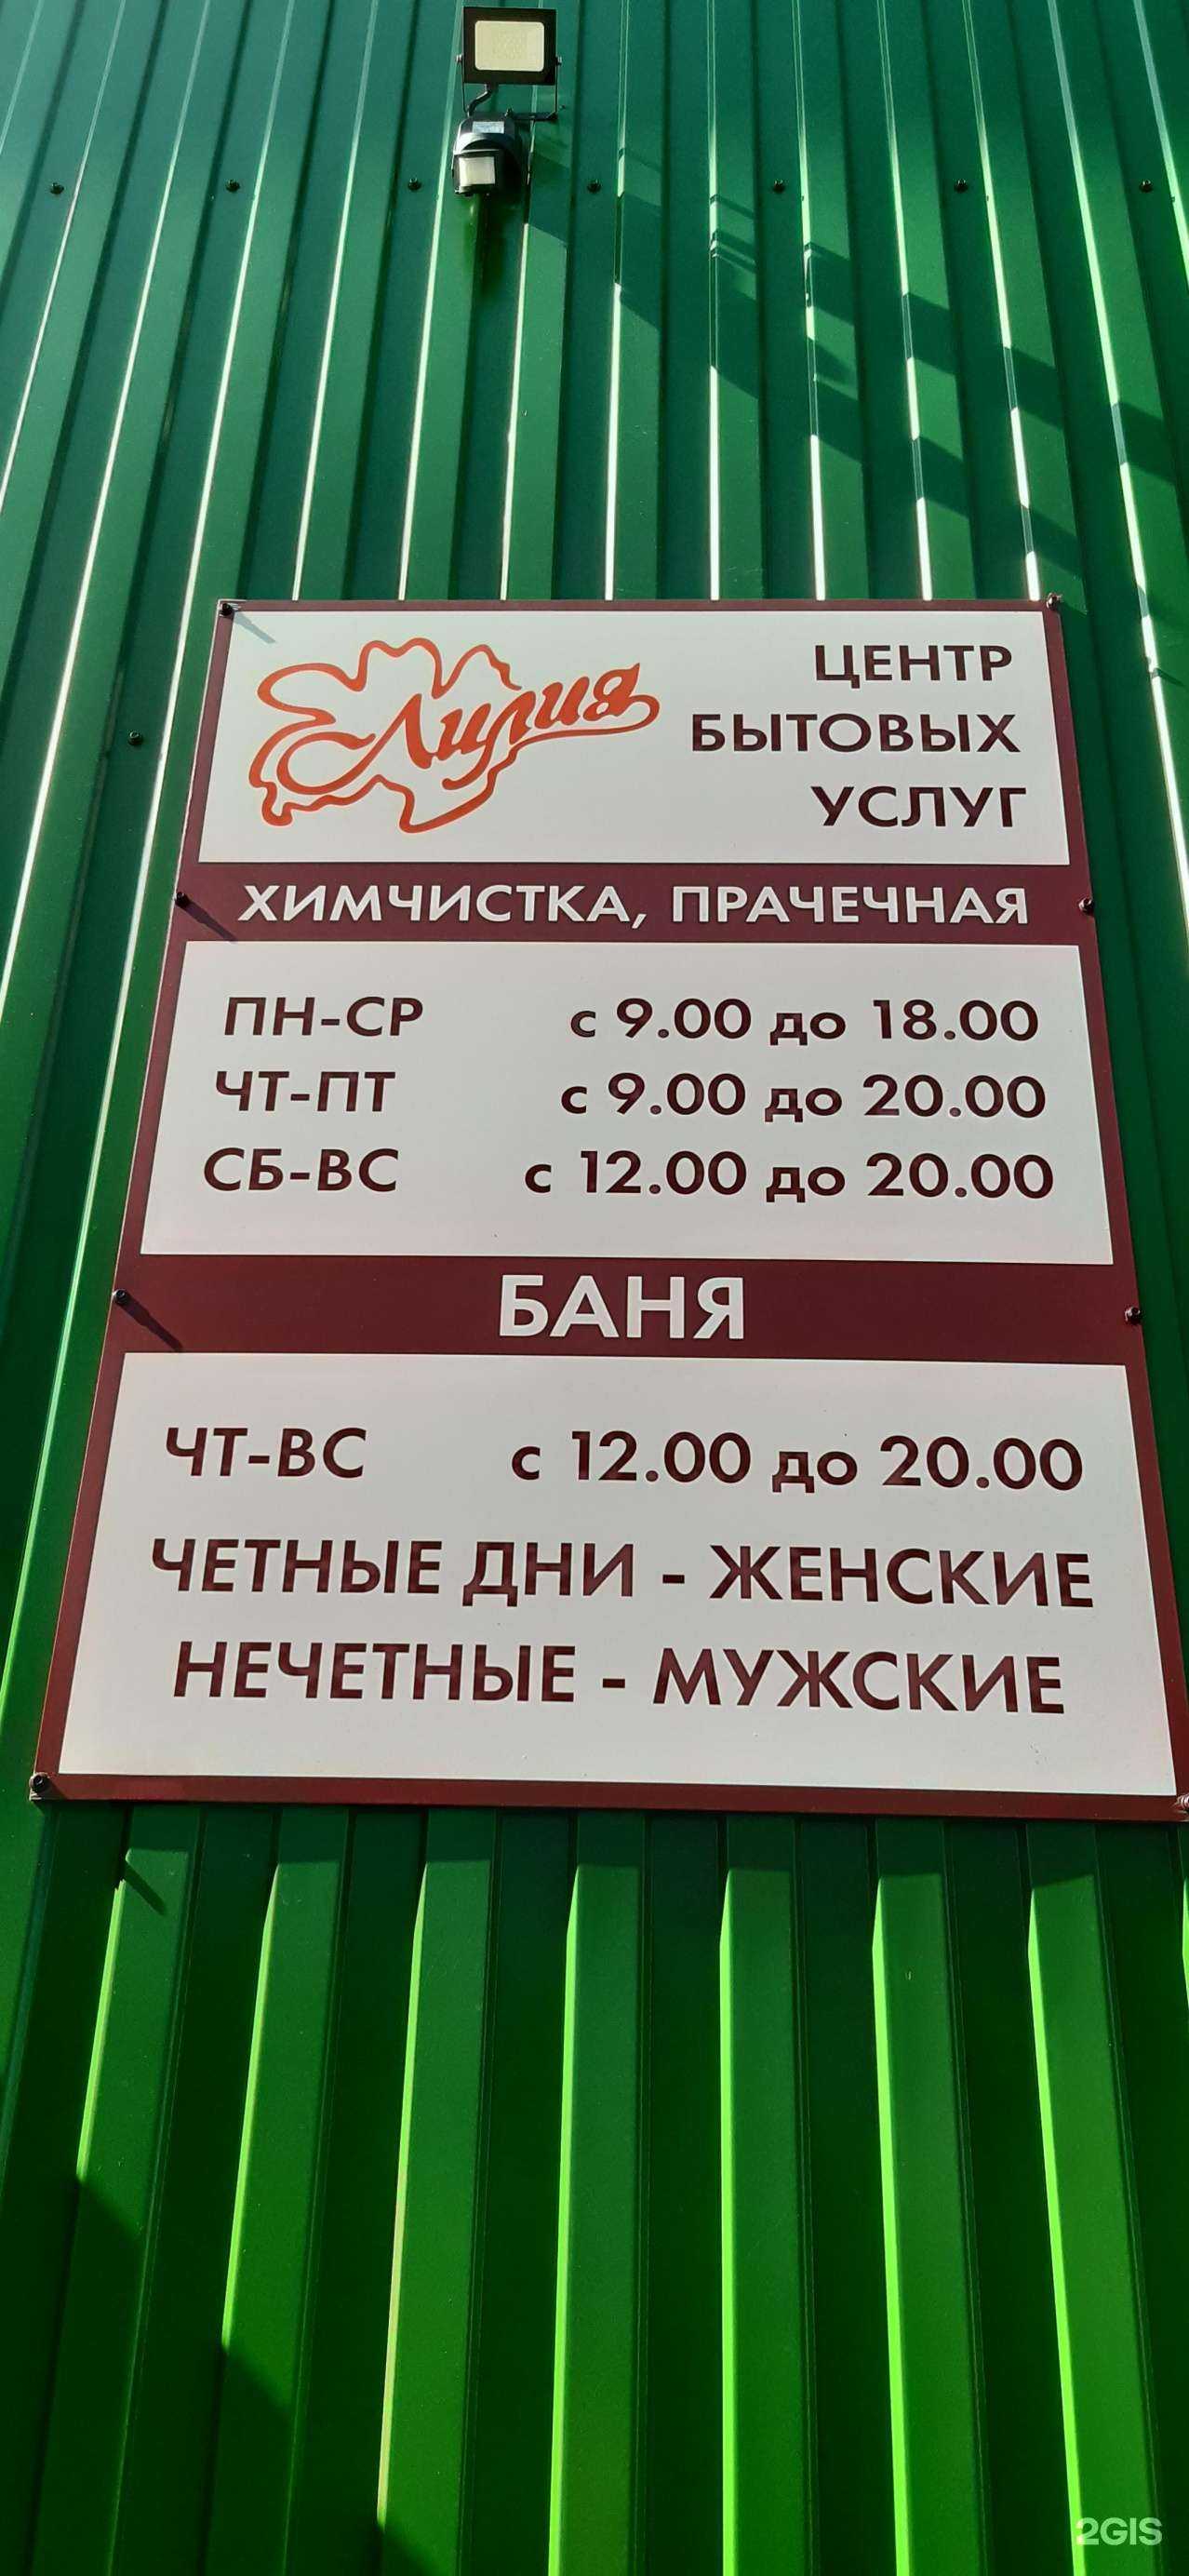 Лилия
ЦЕНТР
БЫТОВЫХ
УСЛУГ
ХИМЧИСТКА, ПРАЧЕЧНАЯ
ПН-СР с 9.00 до 18.00
ЧТ-ПТ с 9.00 до 20.00
СБ-ВС с 12.00 до 20.00
БАНЯ
ЧТ-ВС с 12.00 до 20.00
ЧЕТНЫЕ ДНИ - ЖЕНСКИЕ
НЕЧЕТНЫЕ - МУЖСКИЕ
2GIS